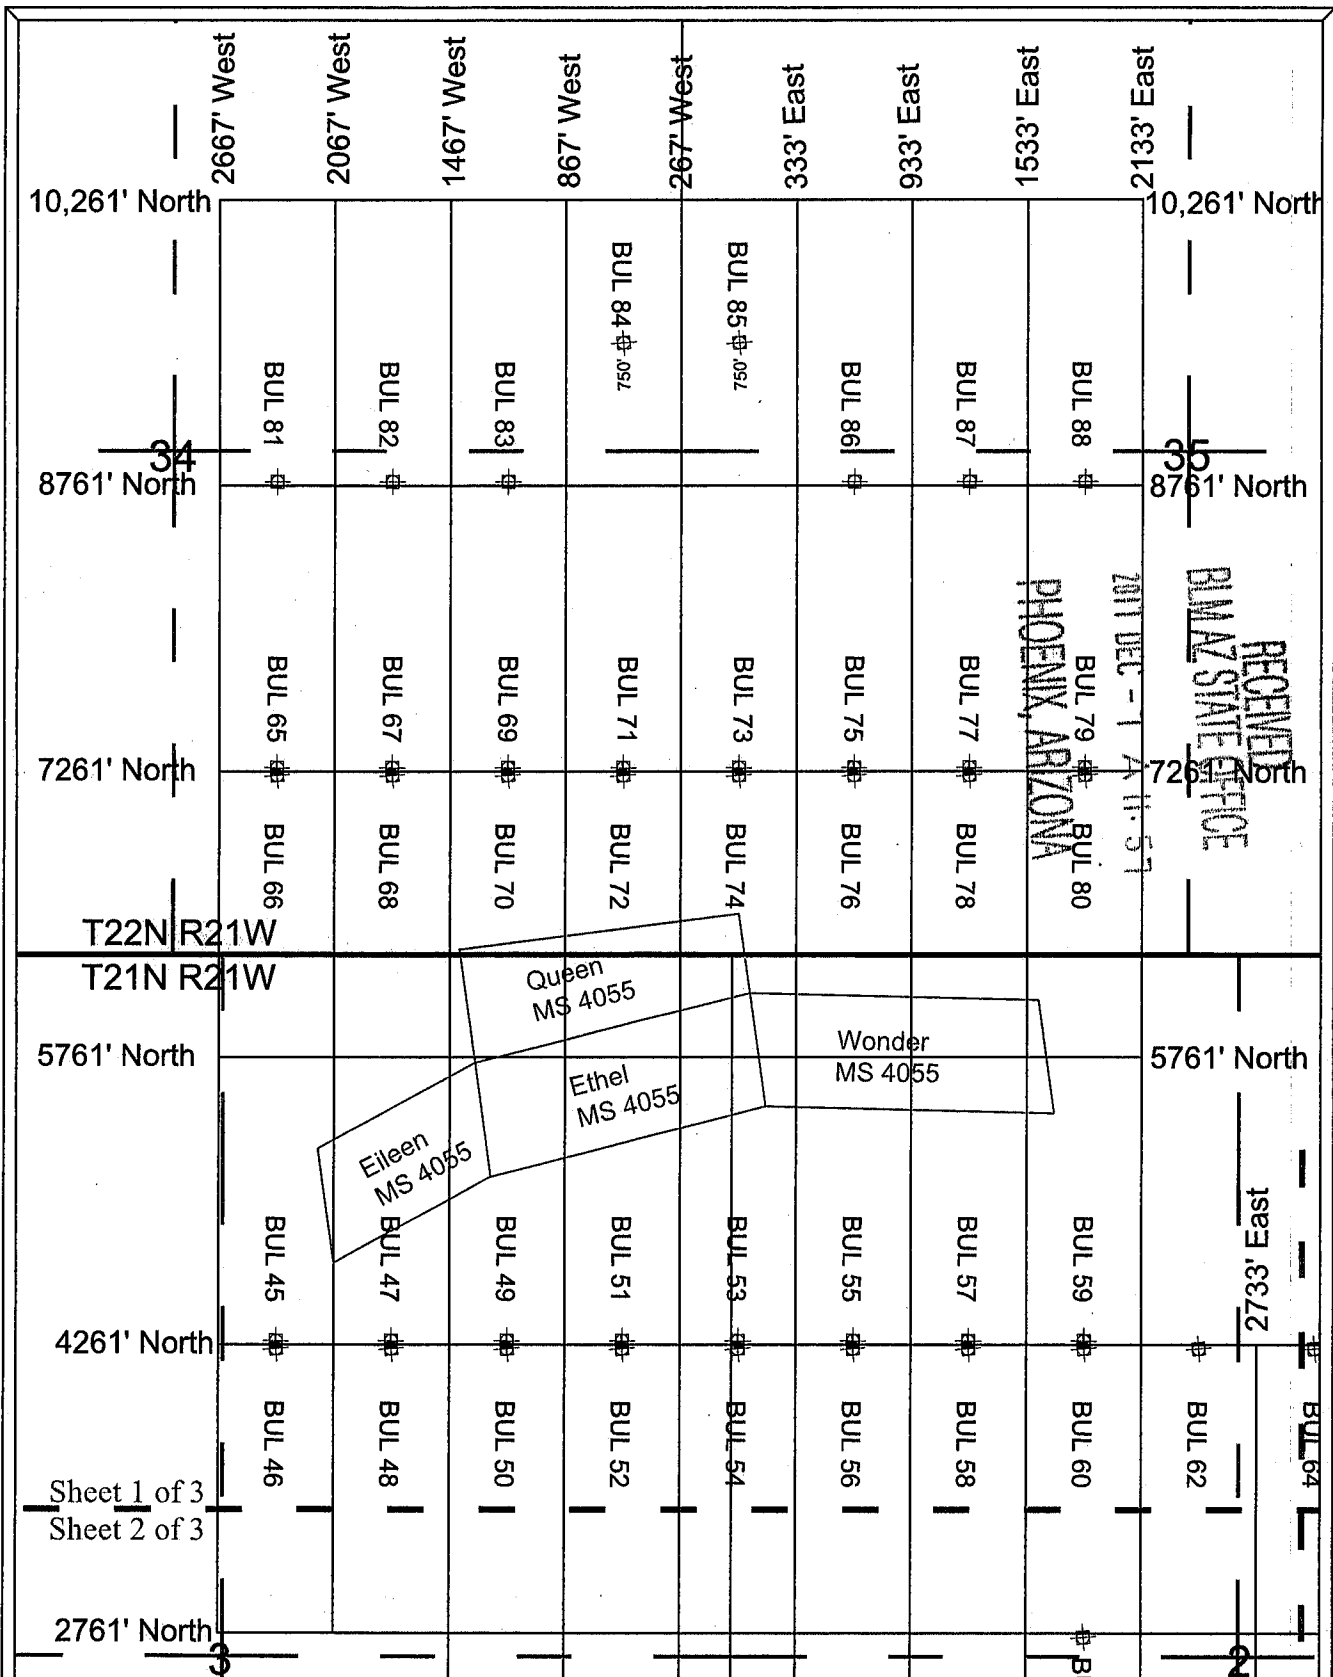 2667' West
2067' West
1467' West
867' West
267' West
333' East
933' East
1533' East
2133' East
10,261' North
10,261' North
BUL 84
750'
BUL 85
750'
BUL 81
BUL 82
BUL 83
BUL 86
BUL 87
BUL 88
34
35
8761' North
8761' North
RECEIVED
BLM AZ STATE OFFICE
2011 DEC -1 A 11:57
PHOENIX, ARIZONA
BUL 65
BUL 67
BUL 69
BUL 71
BUL 73
BUL 75
BUL 77
BUL 79
7261' North
7261' North
BUL 66
BUL 68
BUL 70
BUL 72
BUL 74
BUL 76
BUL 78
BUL 80
T22N R21W
T21N R21W
Queen
MS 4055
Wonder
MS 4055
5761' North
5761' North
Ethel
MS 4055
Eileen
MS 4055
BUL 45
BUL 47
BUL 49
BUL 51
BUL 53
BUL 55
BUL 57
BUL 59
2733' East
4261' North
BUL 46
BUL 48
BUL 50
BUL 52
BUL 54
BUL 56
BUL 58
BUL 60
BUL 62
BUL 64
Sheet 1 of 3
Sheet 2 of 3
2761' North
3
2
B